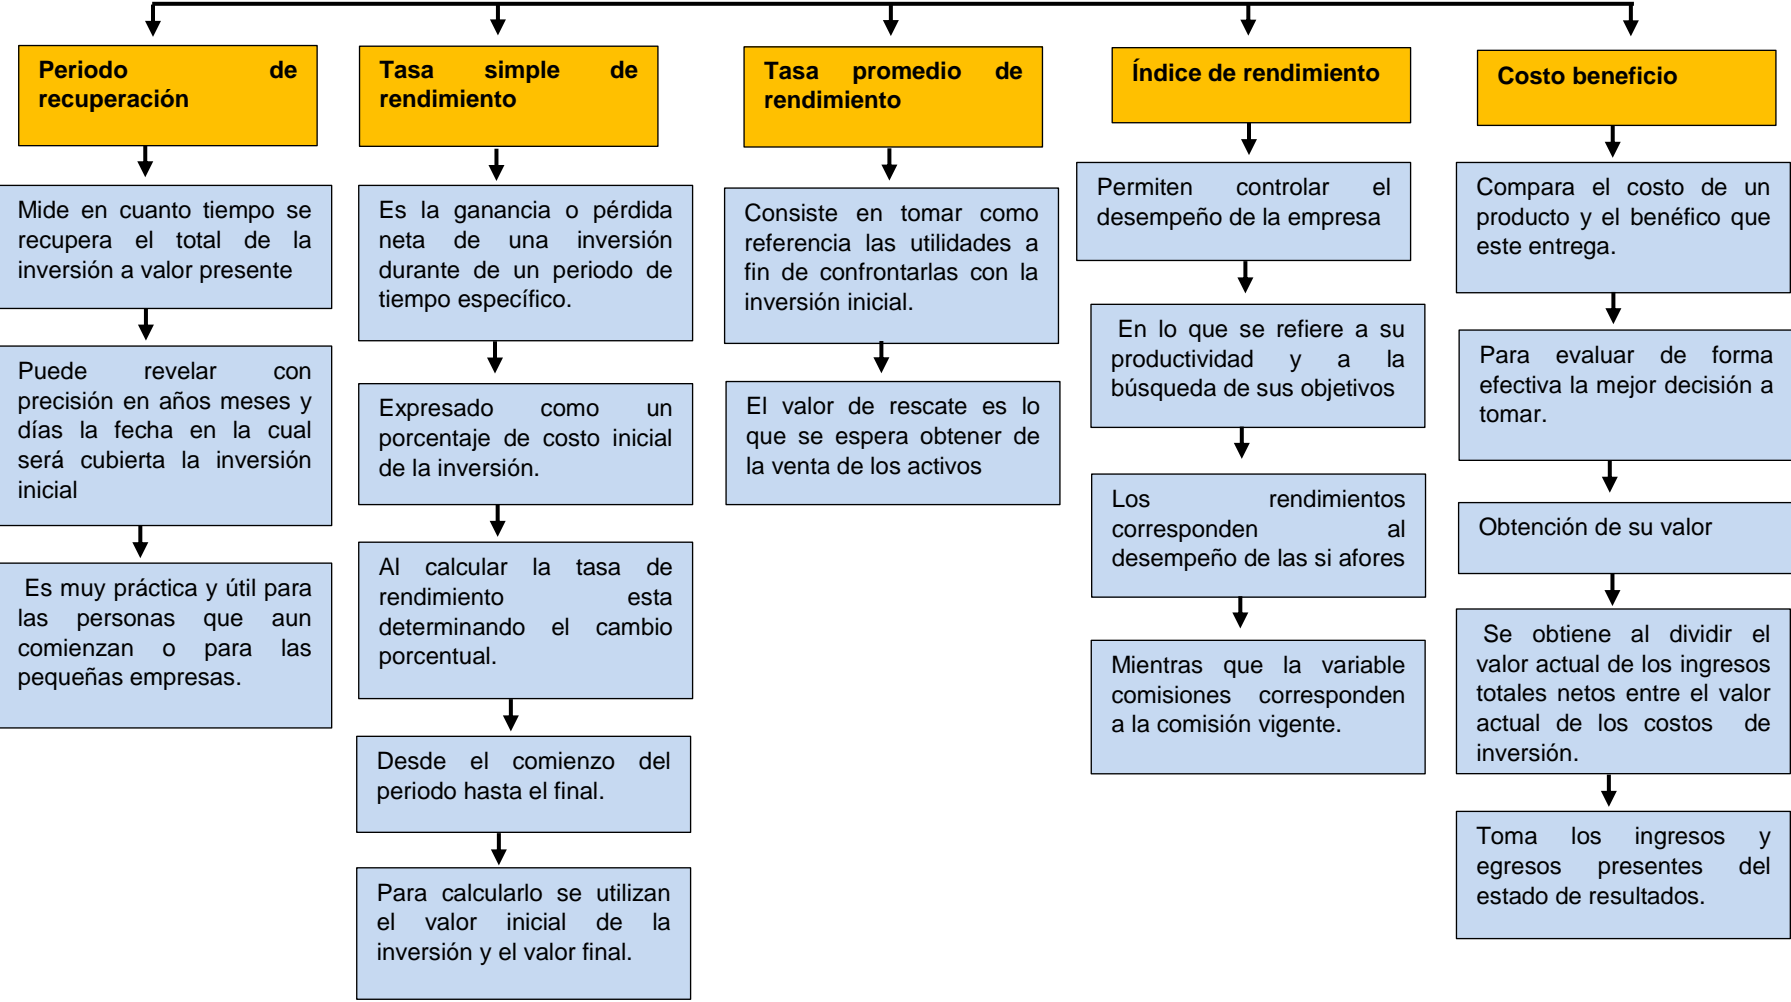 Periodo de
recuperación
Mide en cuanto tiempo se
recupera el total de la
inversión a valor presente
Puede revelar con
precisión en años meses y
días la fecha en la cual
será cubierta la inversión
inicial
Es muy práctica y útil para
las personas que aun
comienzan o para las
pequeñas empresas.
Tasa simple de
rendimiento
Es la ganancia o pérdida
neta de una inversión
durante de un periodo de
tiempo específico.
Expresado como un
porcentaje de costo inicial
de la inversión.
Al calcular la tasa de
rendimiento esta
determinando el cambio
porcentual.
Desde el comienzo del
periodo hasta el final.
Para calcularlo se utilizan
el valor inicial de la
inversión y el valor final.
Tasa promedio de
rendimiento
Consiste en tomar como
referencia las utilidades a
fin de confrontarlas con la
inversión inicial.
El valor de rescate es lo
que se espera obtener de
la venta de los activos
Índice de rendimiento
Permiten controlar el
desempeño de la empresa
En lo que se refiere a su
productividad y a la
búsqueda de sus objetivos
Los rendimientos
corresponden al
desempeño de las si afores
Mientras que la variable
comisiones corresponden
a la comisión vigente.
Costo beneficio
Compara el costo de un
producto y el benéfico que
este entrega.
Para evaluar de forma
efectiva la mejor decisión a
tomar.
Obtención de su valor
Se obtiene al dividir el
valor actual de los ingresos
totales netos entre el valor
actual de los costos de
inversión.
Toma los ingresos y
egresos presentes del
estado de resultados.